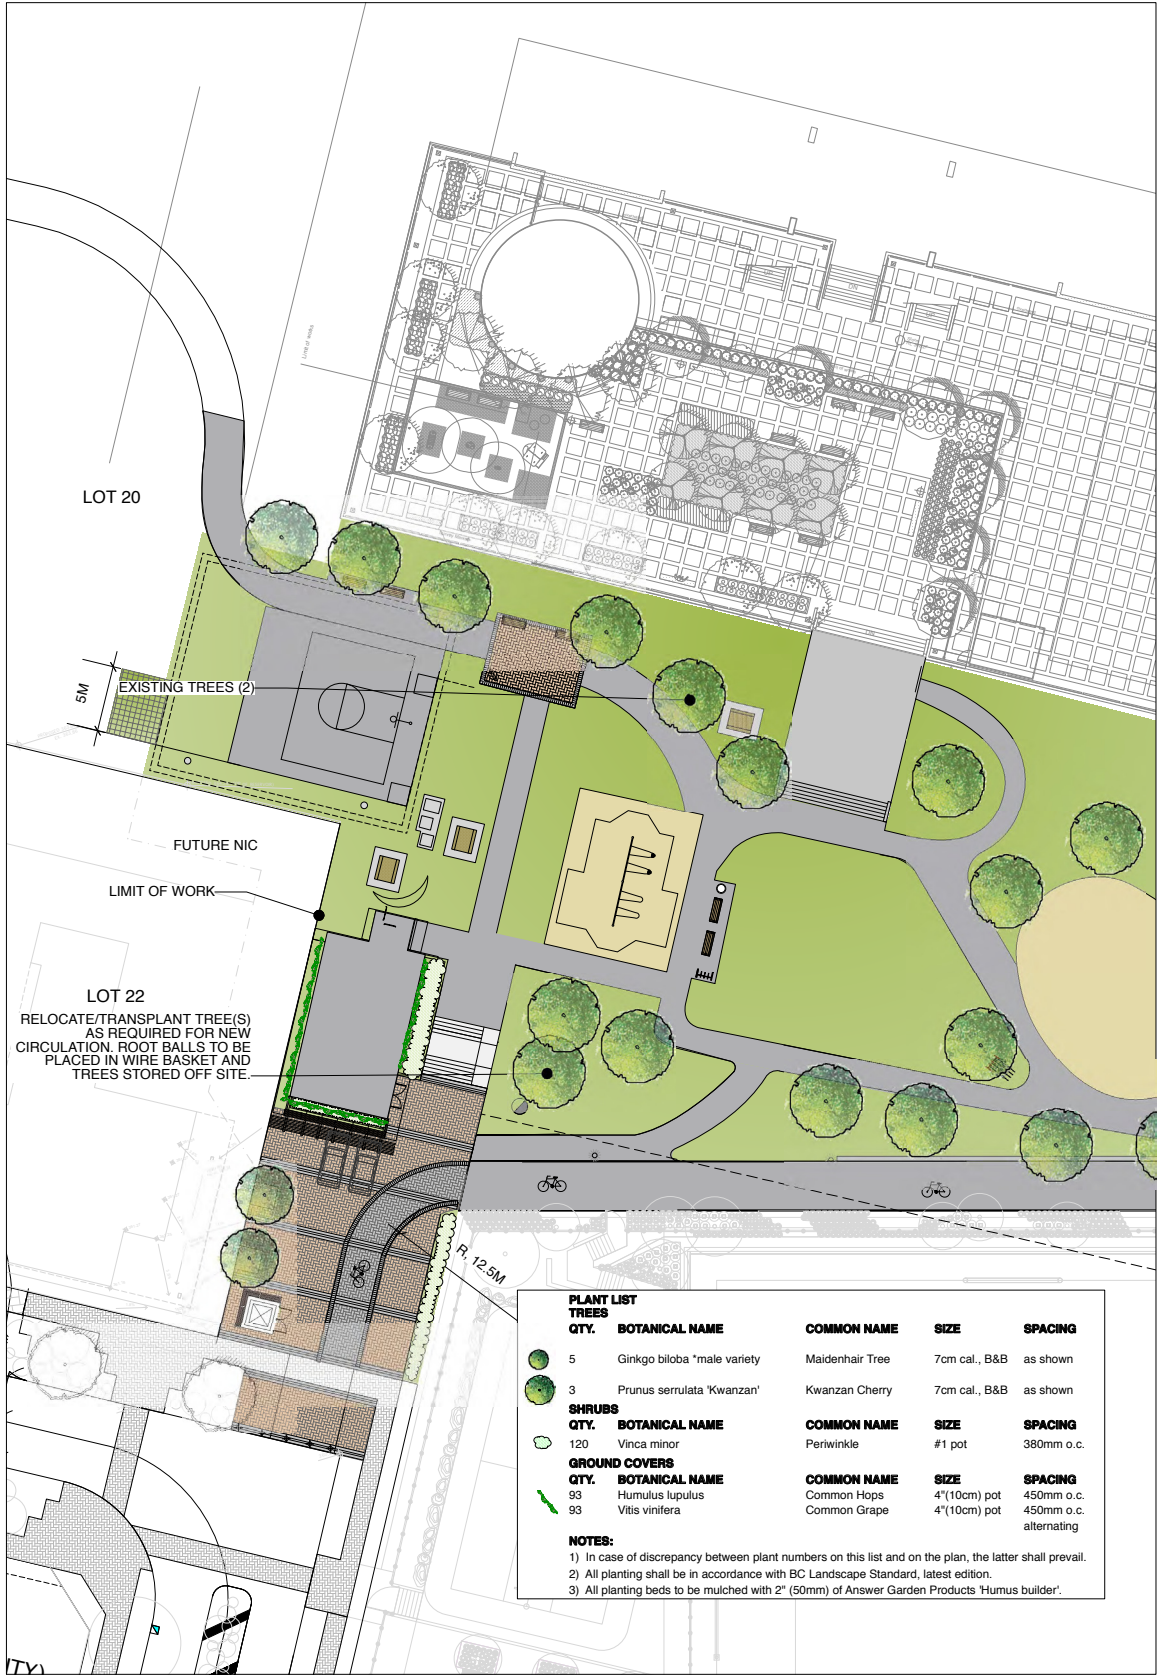 Limit of work
DN
LOT 20
5M
EXISTING TREES (2)
FUTURE NIC
LIMIT OF WORK
LOT 22
RELOCATE/TRANSPLANT TREE(S)
AS REQUIRED FOR NEW
CIRCULATION. ROOT BALLS TO BE
PLACED IN WIRE BASKET AND
TREES STORED OFF SITE.
R, 12.5M
PLANT LIST
TREES
QTY. BOTANICAL NAME COMMON NAME SIZE SPACING
5 Ginkgo biloba *male variety Maidenhair Tree 7cm cal., B&B as shown
3 Prunus serrulata 'Kwanzan' Kwanzan Cherry 7cm cal., B&B as shown
SHRUBS
QTY. BOTANICAL NAME COMMON NAME SIZE SPACING
120 Vinca minor Periwinkle #1 pot 380mm o.c.
GROUND COVERS
QTY. BOTANICAL NAME COMMON NAME SIZE SPACING
93 Humulus lupulus Common Hops 4"(10cm) pot 450mm o.c.
93 Vitis vinifera Common Grape 4"(10cm) pot 450mm o.c.
alternating
NOTES:
1) In case of discrepancy between plant numbers on this list and on the plan, the latter shall prevail.
2) All planting shall be in accordance with BC Landscape Standard, latest edition.
3) All planting beds to be mulched with 2" (50mm) of Answer Garden Products 'Humus builder'.
ITY)